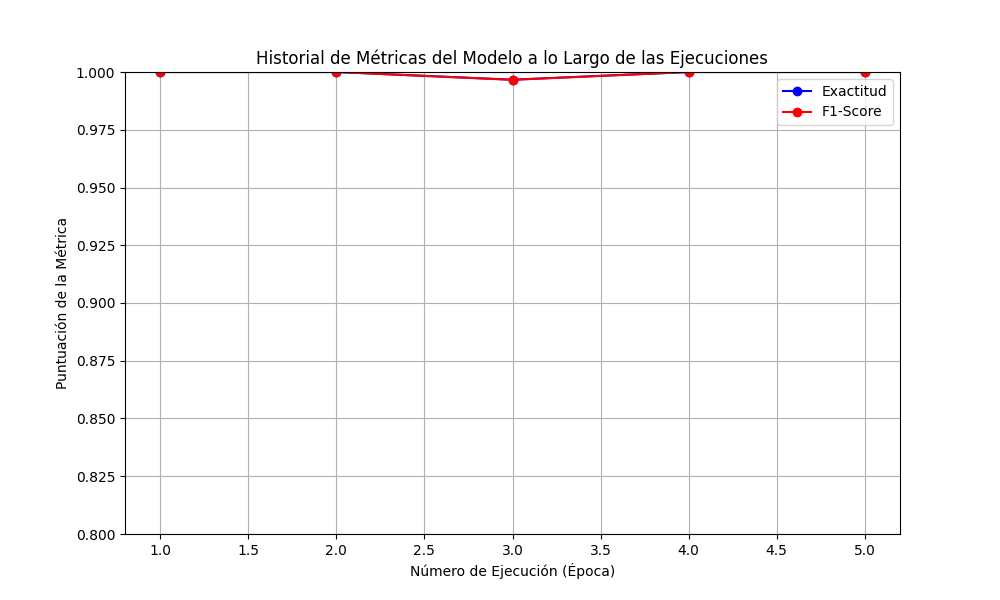 Historial de Métricas del Modelo a lo Largo de las Ejecuciones
Exactitud
F1-Score
Puntuación de la Métrica
1.000
0.975
0.950
0.925
0.900
0.875
0.850
0.825
0.800
1.0 1.5 2.0 2.5 3.0 3.5 4.0 4.5 5.0
Número de Ejecución (Época)